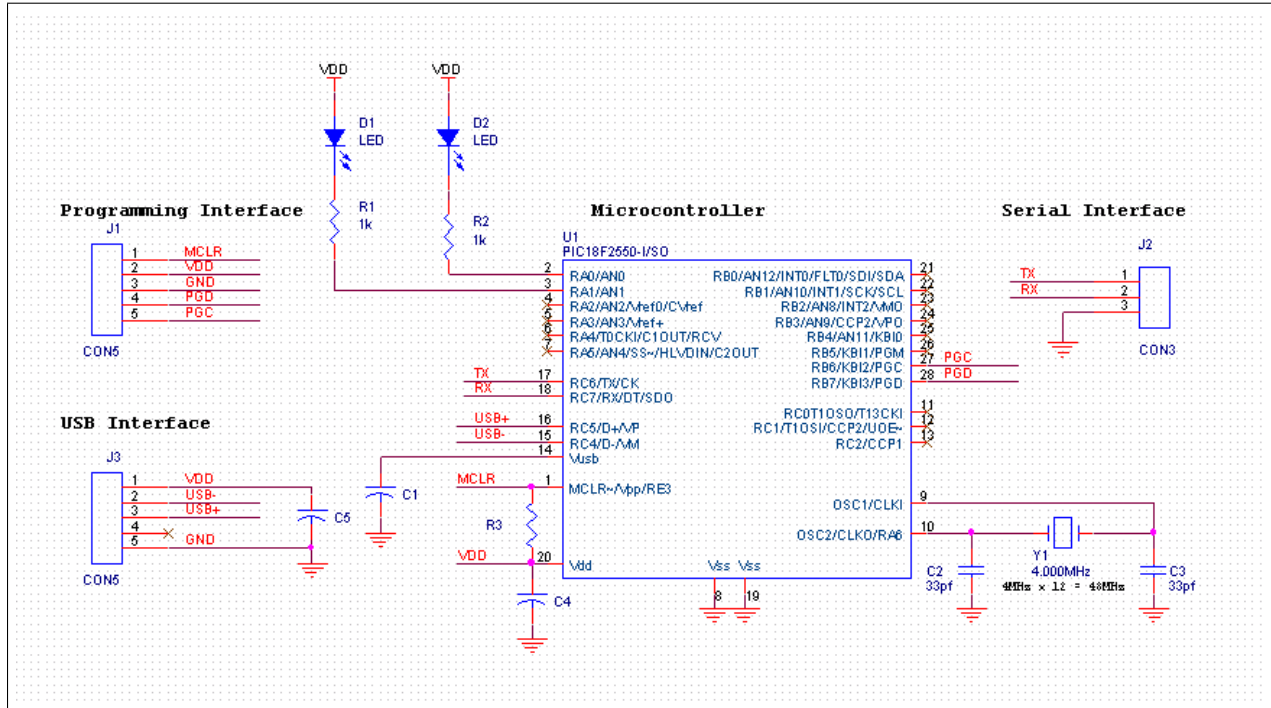 VDD
VDD
D1
LED
D2
LED
R1
1k
R2
1k
Programming Interface
J1
1 MCLR
2 VDD
3 GND
4 PGD
5 PGC
CON5
USB Interface
J3
1 VDD
2 USB-
3 USB+
4
5 GND
CON5
C5
C1
Microcontroller
U1
PIC18F2550-I/SO
2 RA0/AN0
3 RA1/AN1
4 RA2/AN2/Vref0/CVref
5 RA3/AN3/Vref+
6 RA4/T0CKI/C1OUT/RCV
7 RA5/AN4/SS~/HLVDIN/C2OUT
TX 17 RC6/TX/CK
RX 18 RC7/RX/DT/SDO
USB+ 16 RC5/D+/VP
USB- 15 RC4/D-/VM
14 Vusb
MCLR 1 MCLR~/Vpp/RE3
R3
VDD 20 Vdd
C4
Vss Vss
8 19
RB0/AN12/INT0/FLT0/SDI/SDA 21
RB1/AN10/INT1/SCK/SCL 22
RB2/AN8/INT2/VMO 23
RB3/AN9/CCP2/VPO 24
RB4/AN11/KBI0 25
RB5/KBI1/PGM 26
RB6/KBI2/PGC 27 PGC
RB7/KBI3/PGD 28 PGD
RC0T1OSO/T13CKI 11
RC1/T1OSI/CCP2/UOE~ 12
RC2/CCP1 13
OSC1/CLKI 9
OSC2/CLKO/RA6 10
Serial Interface
J2
TX 1
RX 2
3
CON3
C2
33pf
Y1
4.000MHz
4MHz x 12 = 48MHz
C3
33pf